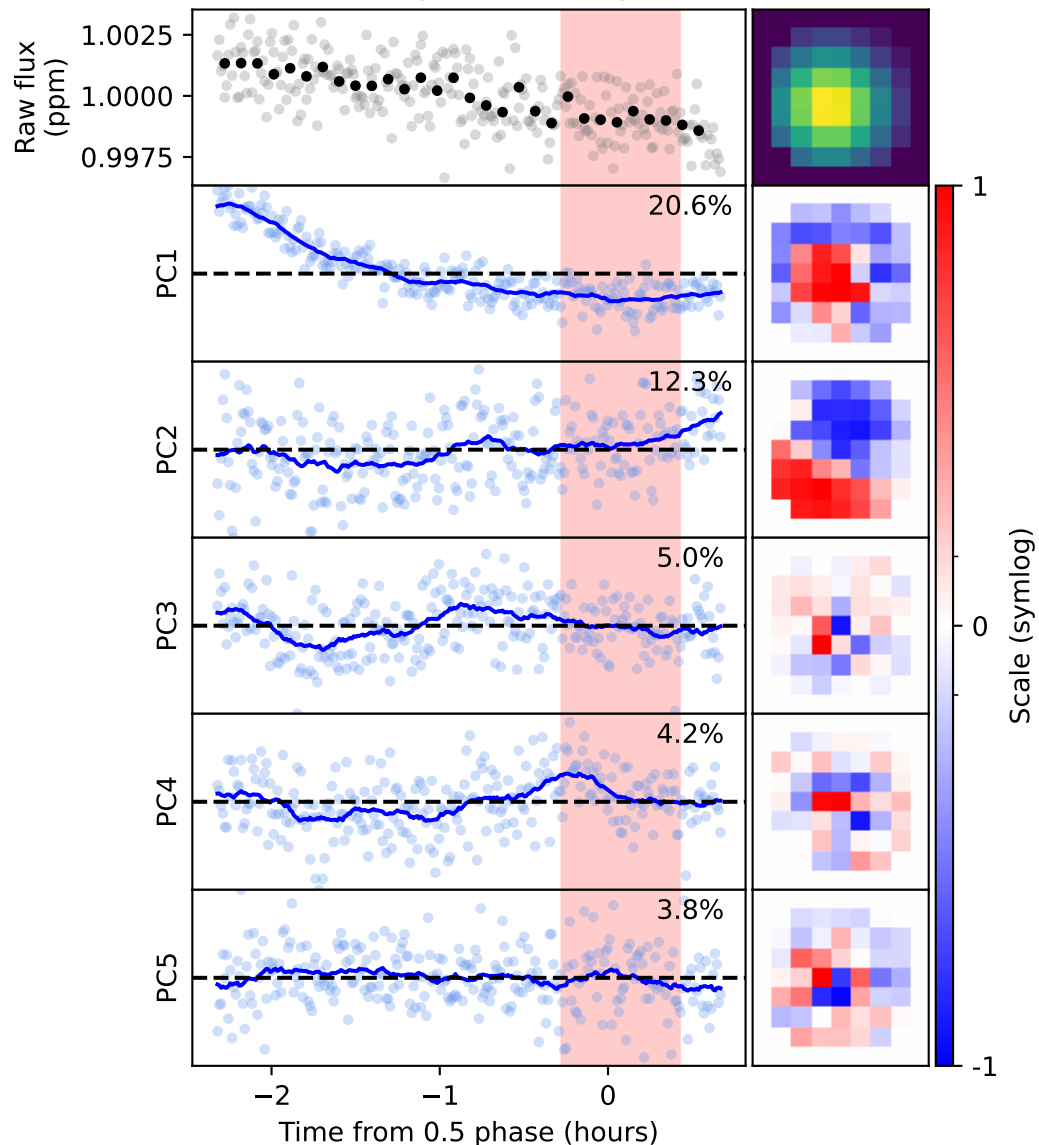 Raw flux
(ppm)
1.0025
1.0000
0.9975
PC1
20.6%
PC2
12.3%
PC3
5.0%
PC4
4.2%
PC5
3.8%
−2
−1
0
Time from 0.5 phase (hours)
1
0
-1
Scale (symlog)